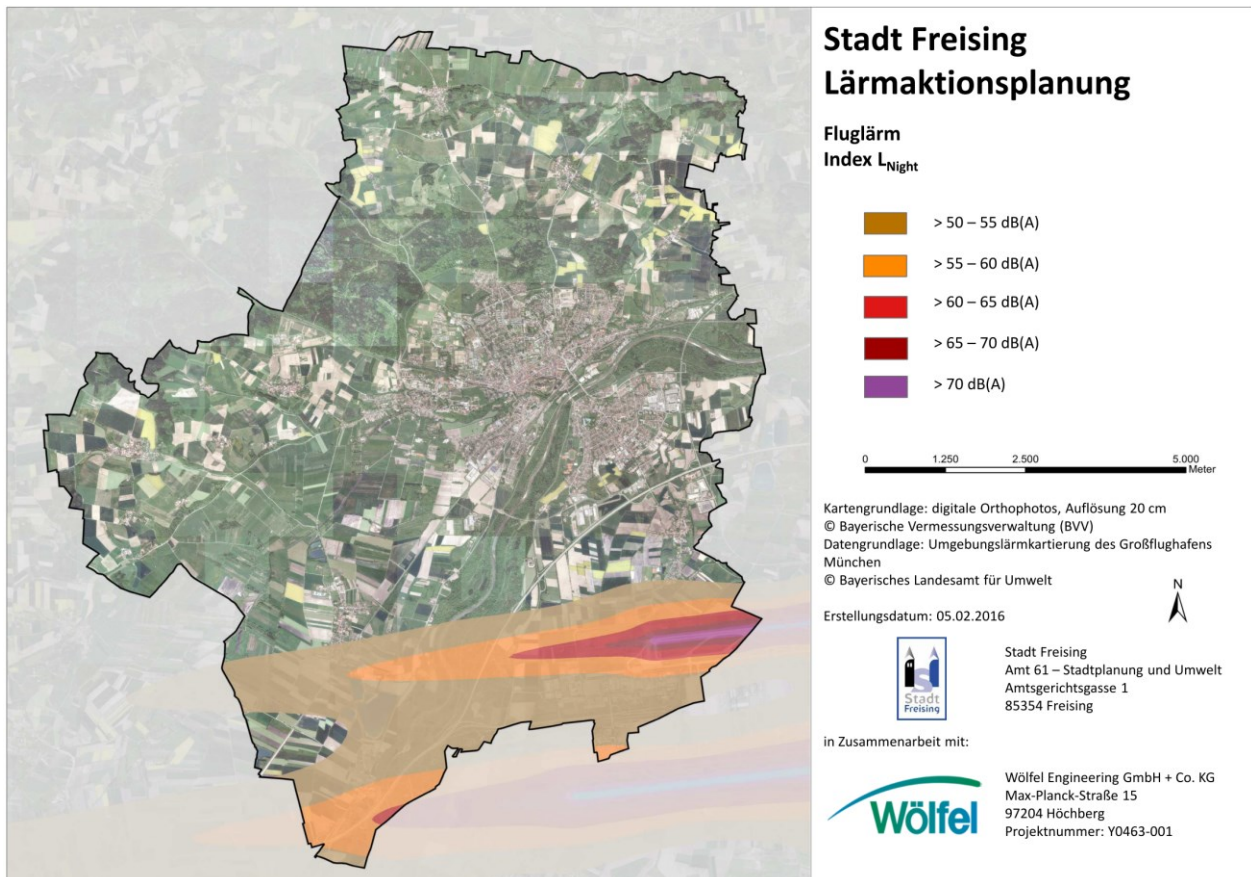 Stadt Freising
Lärmaktionsplanung
Fluglärm
Index LNight
> 50 – 55 dB(A)
> 55 – 60 dB(A)
> 60 – 65 dB(A)
> 65 – 70 dB(A)
> 70 dB(A)
0 1.250 2.500 5.000
Meter
Kartengrundlage: digitale Orthophotos, Auflösung 20 cm
© Bayerische Vermessungsverwaltung (BVV)
Datengrundlage: Umgebungslärmkartierung des Großflughafens
München
© Bayerisches Landesamt für Umwelt
N
Erstellungsdatum: 05.02.2016
Stadt
Freising
Stadt Freising
Amt 61 – Stadtplanung und Umwelt
Amtsgerichtsgasse 1
85354 Freising
in Zusammenarbeit mit:
Wölfel
Wölfel Engineering GmbH + Co. KG
Max-Planck-Straße 15
97204 Höchberg
Projektnummer: Y0463-001